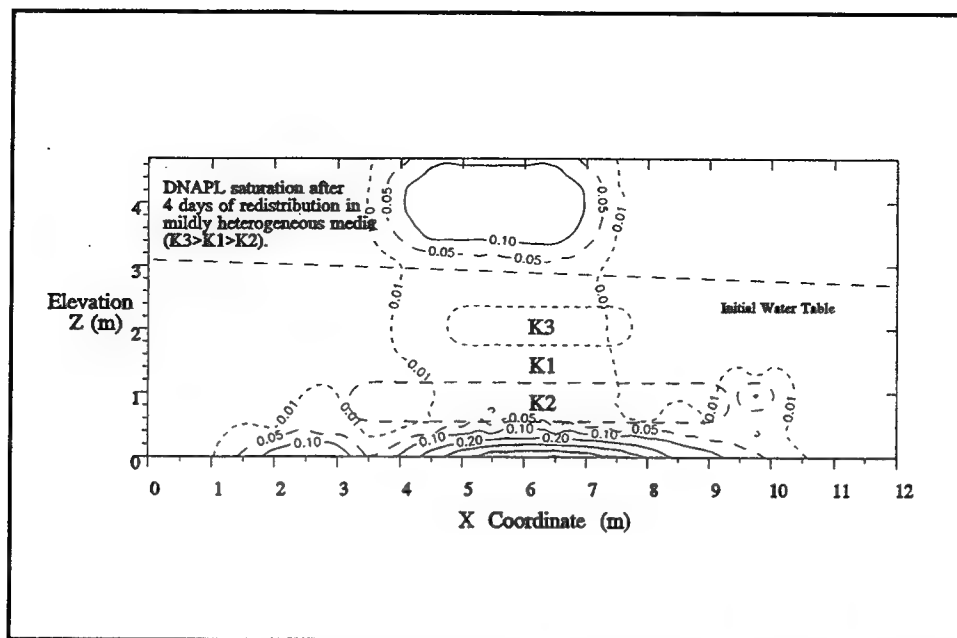 DNAPL saturation after
4 days of redistribution in
mildly heterogeneous media
(K3>K1>K2).
0.05
0.05
0.01
0.10
0.05
0.05
0.01
0.01
Initial Water Table
Elevation
Z (m)
4
3
2
1
0
K3
K1
K2
0.01
0.01
0.01
0.01
0.01
0.05
0.05
0.10
0.10
0.20
0.20
0.10
0.05
0 1 2 3 4 5 6 7 8 9 10 11 12
X Coordinate (m)